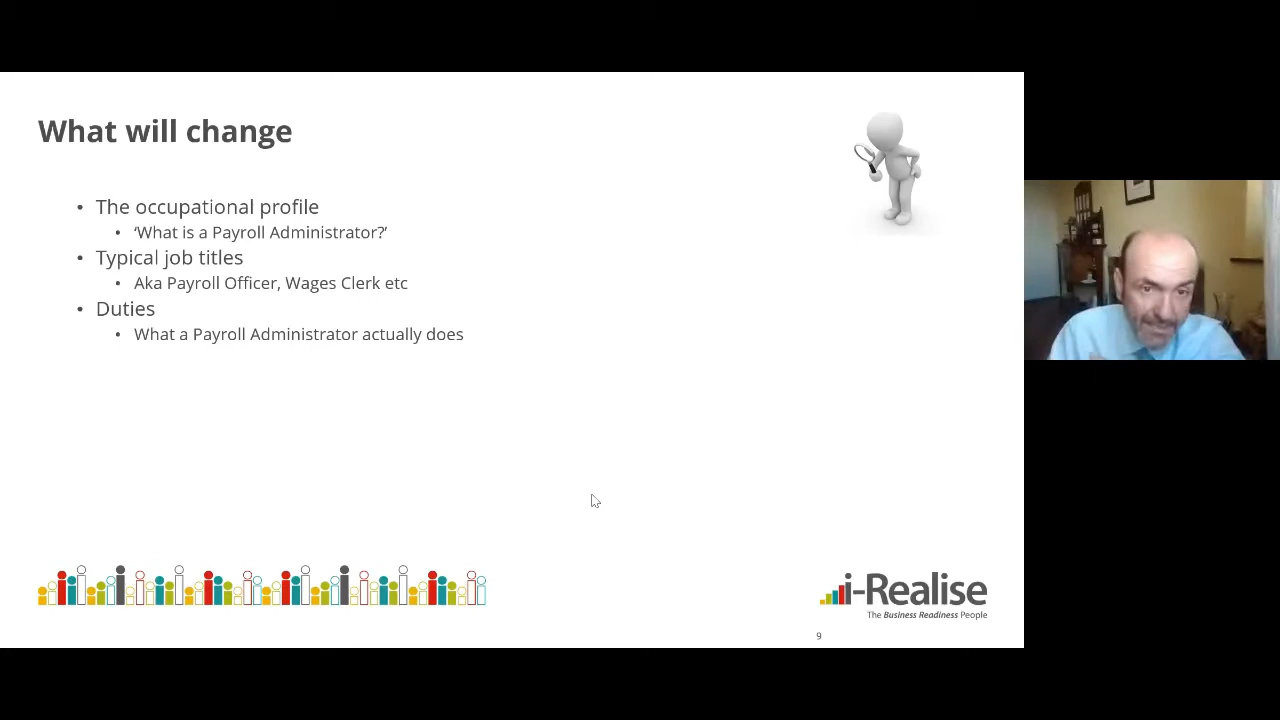 What will change
• The occupational profile
• ‘What is a Payroll Administrator?’
• Typical job titles
• Aka Payroll Officer, Wages Clerk etc
• Duties
• What a Payroll Administrator actually does
i-Realise
The Business Readiness People
9